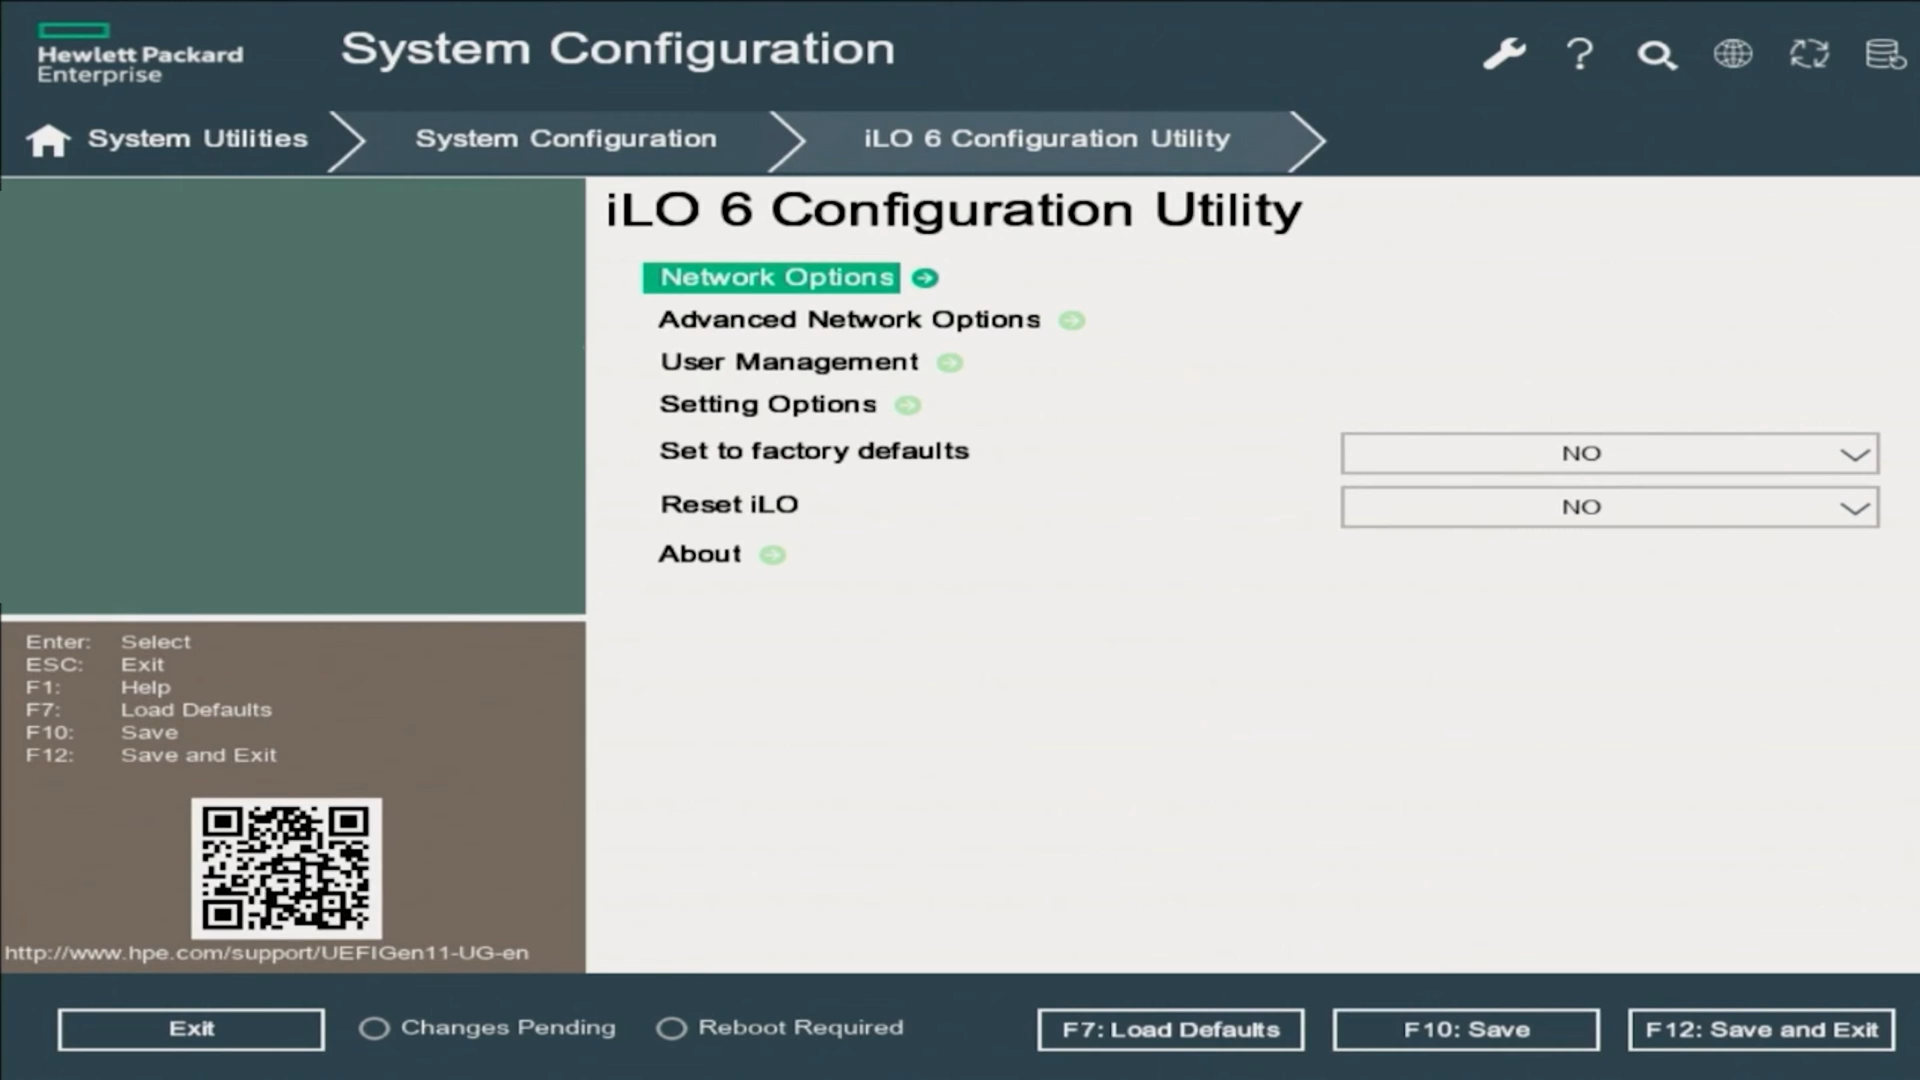 Hewlett Packard
Enterprise
System Configuration
System Utilities
System Configuration
iLO 6 Configuration Utility
iLO 6 Configuration Utility
Network Options
Advanced Network Options
User Management
Setting Options
Set to factory defaults
NO
Reset iLO
NO
About
Enter: Select
ESC: Exit
F1: Help
F7: Load Defaults
F10: Save
F12: Save and Exit
http://www.hpe.com/support/UEFIGen11-UG-en
Exit
Changes Pending
Reboot Required
F7: Load Defaults
F10: Save
F12: Save and Exit